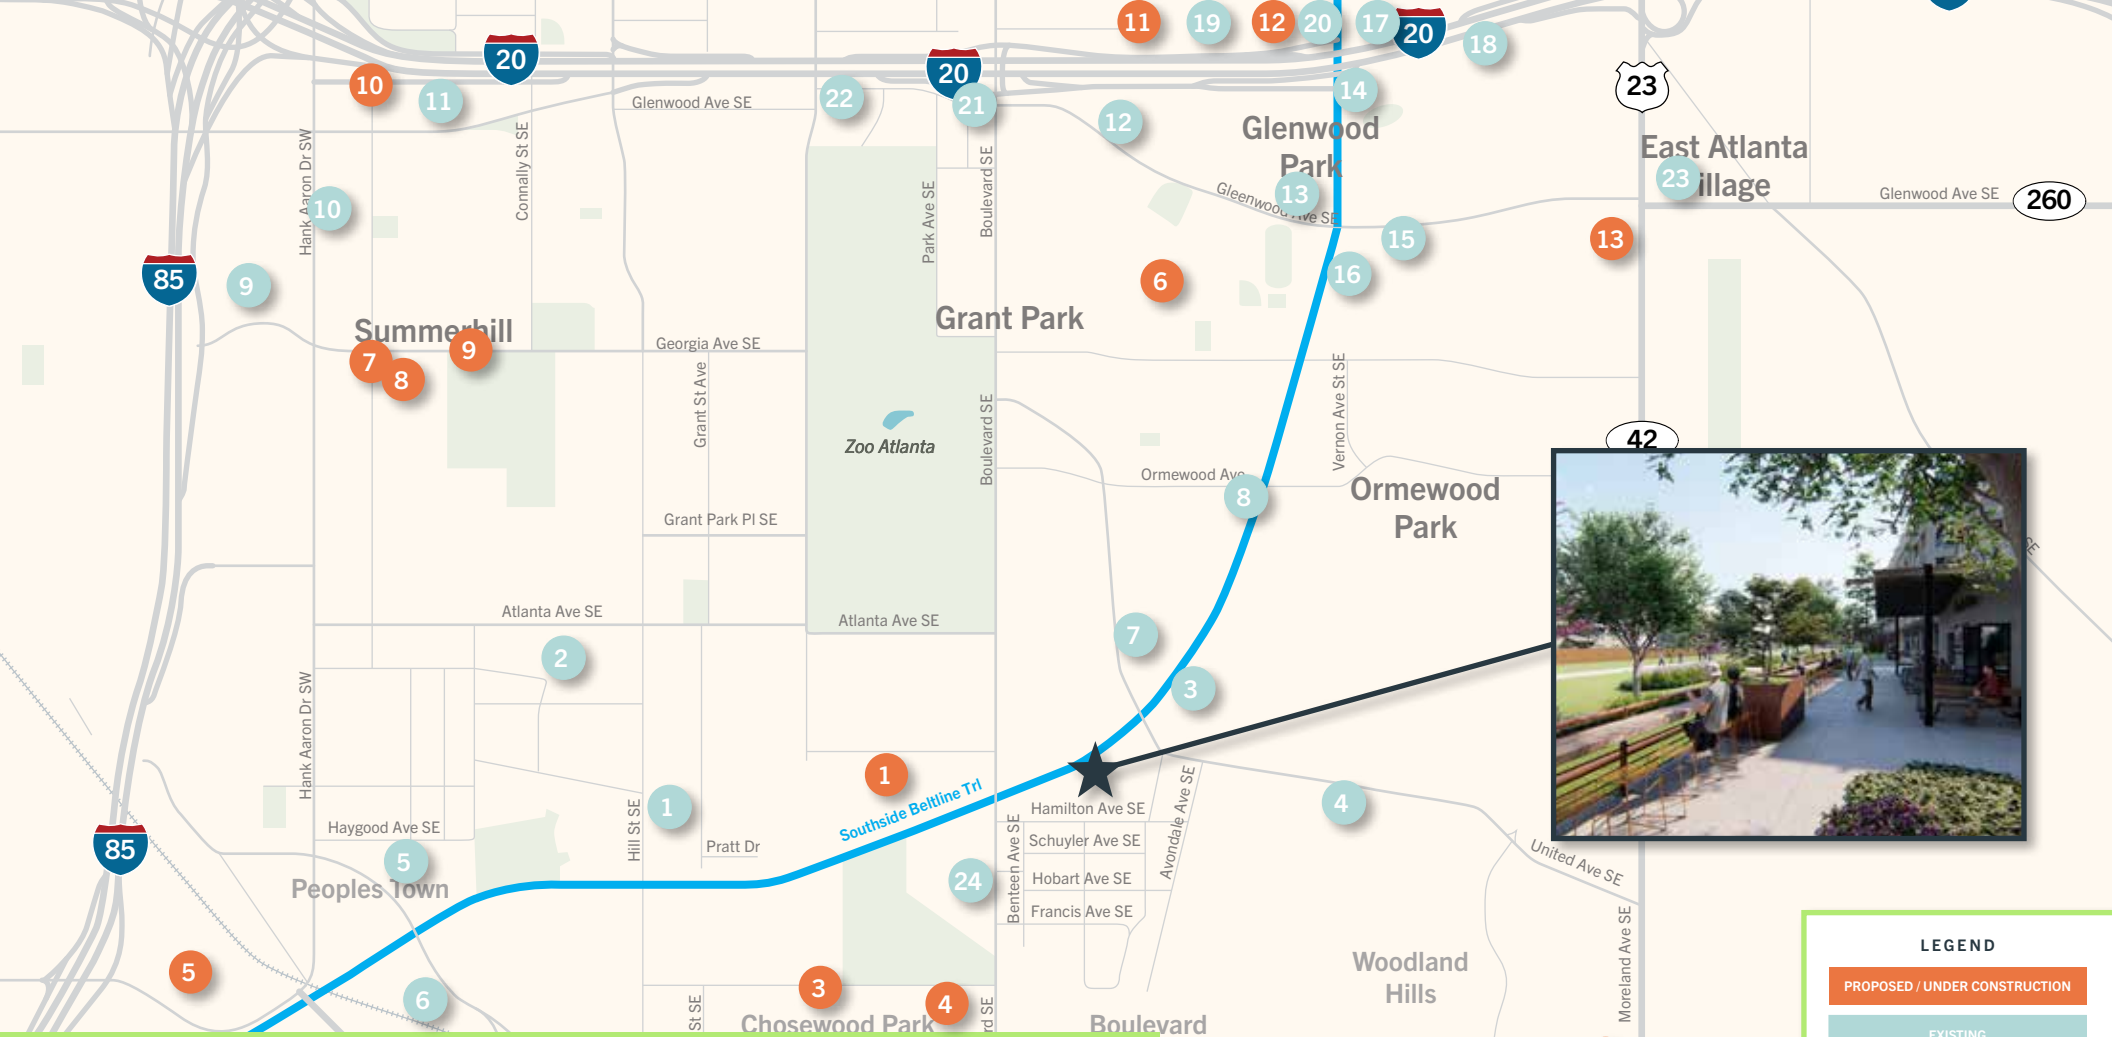 11
19
12
20
17
20
18
20
20
10
11
22
21
14
23
Glenwood Ave SE
12
Glenwood
Park
East Atlanta
23
illage
Hank Aaron Dr SW
Connally St SE
Park Ave SE
Boulevard SE
10
13
Gleenwood Ave SE
Glenwood Ave SE
260
15
13
85
9
6
16
Summerhill
Grant Park
7
8
9
Georgia Ave SE
Grant St Ave
Zoo Atlanta
Boulevard SE
Vernon Ave St SE
42
Ormewood Ave
8
Ormewood
Park
Grant Park Pl SE
SE
Atlanta Ave SE
Atlanta Ave SE
2
7
3
Hank Aaron Dr SW
1
Southside Beltline Trl
1
Hill St SE
Hamilton Ave SE
4
Haygood Ave SE
Pratt Dr
Schuyler Ave SE
Avondale Ave SE
Benteen Ave SE
85
5
Peoples Town
24
Hobart Ave SE
Francis Ave SE
United Ave SE
Moreland Ave SE
5
6
3
4
St SE
rd SE
Chosewood Park
Boulevard
Woodland
Hills
LEGEND
PROPOSED / UNDER CONSTRUCTION
EXISTING